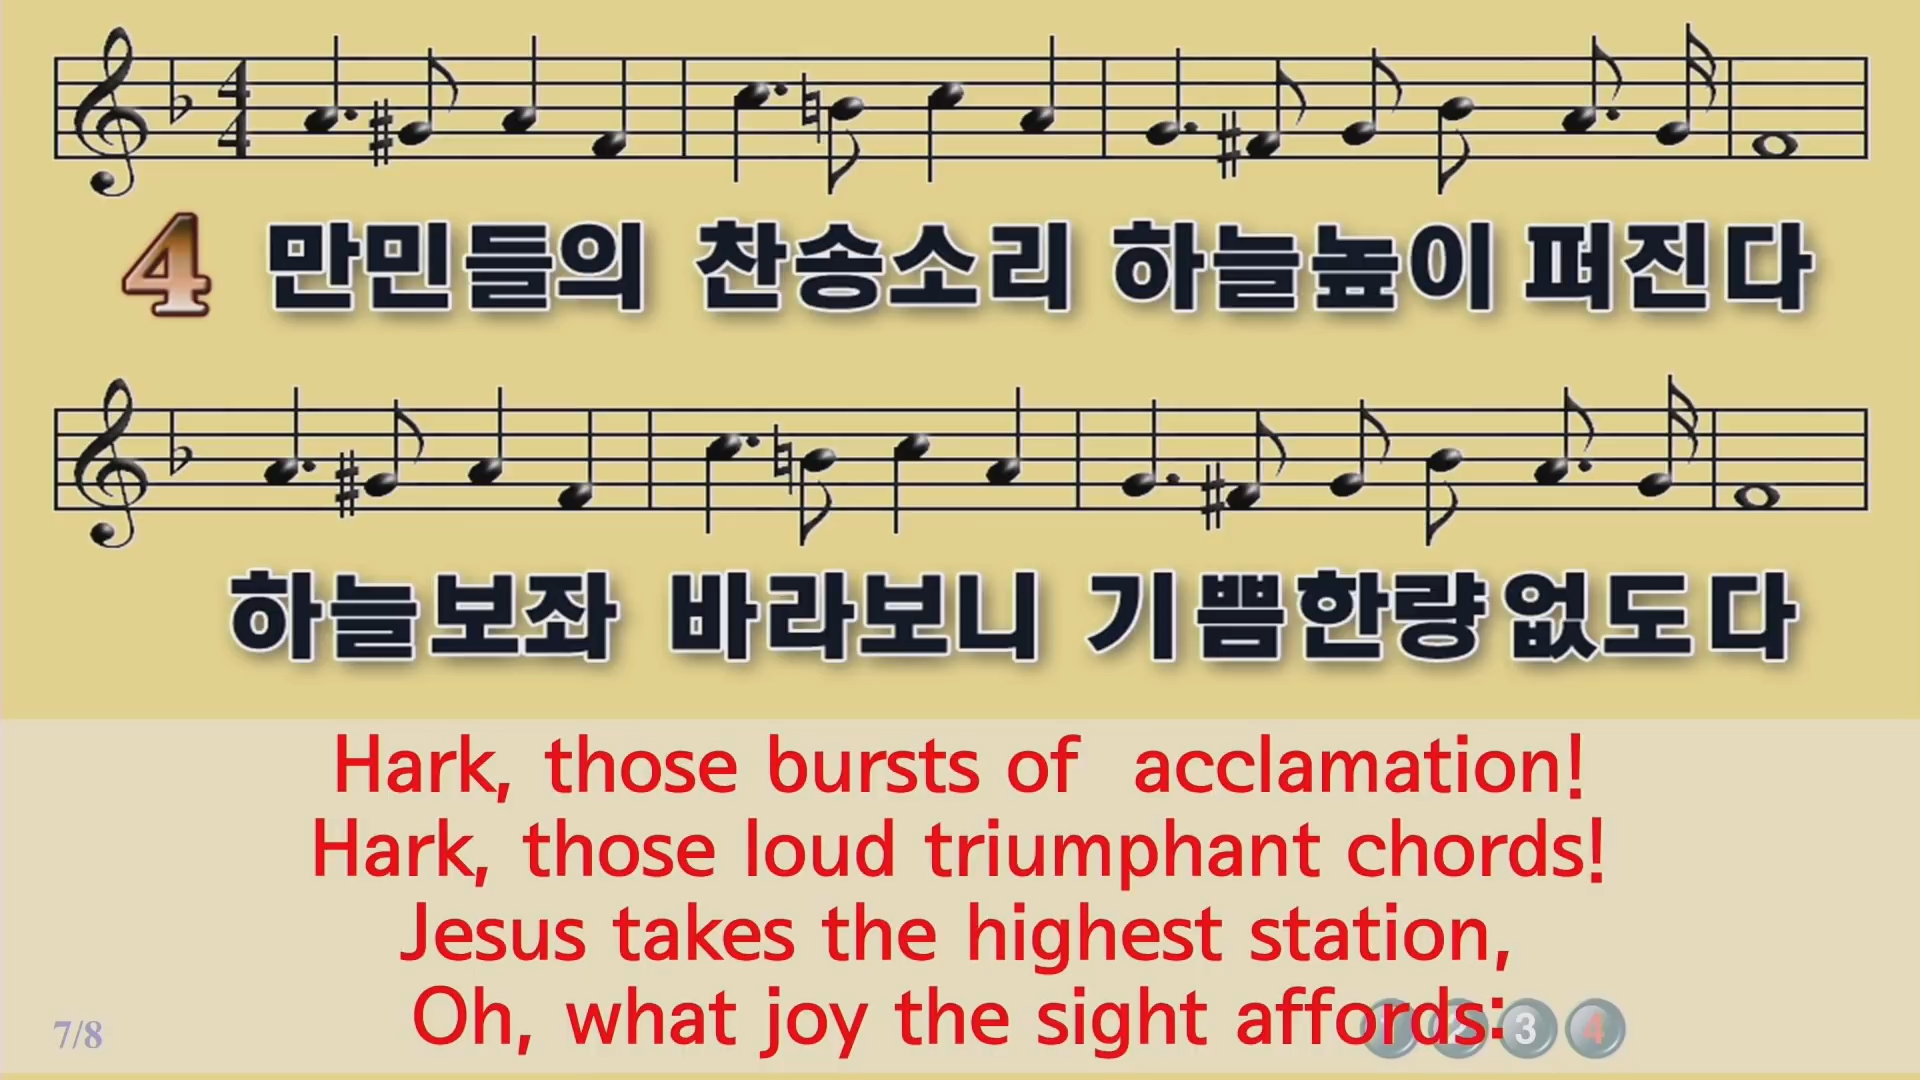 4 만민들의 찬송소리 하늘높이 퍼진다
하늘보좌 바라보니 기쁨한량없도다
Hark, those bursts of acclamation!
Hark, those loud triumphant chords!
Jesus takes the highest station,
Oh, what joy the sight affords:
7/8
1 2 3 4